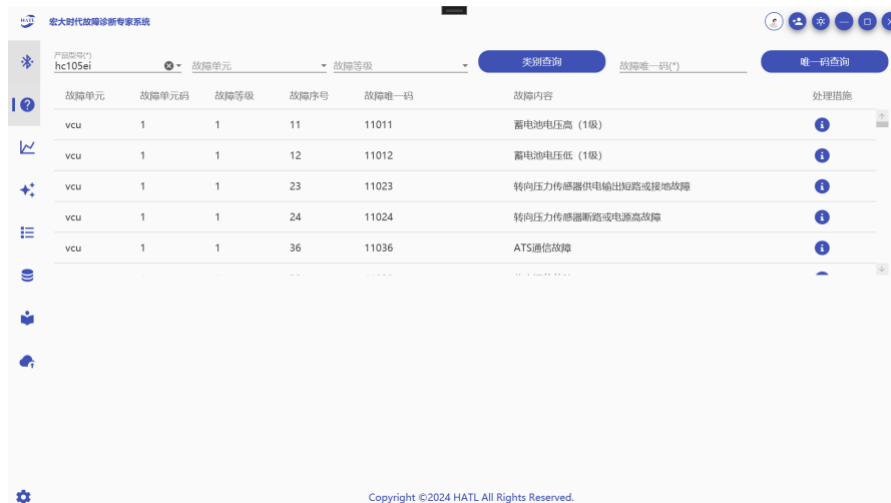 HATL 宏大时代故障诊断专家系统
产品型号(*)
hc105ei 故障单元 故障等级 类别查询 故障唯一码(*) 唯一码查询
故障单元 故障单元码 故障等级 故障序号 故障唯一码 故障内容 处理措施
vcu 1 1 11 11011 蓄电池电压高（1级）
vcu 1 1 12 11012 蓄电池电压低（1级）
vcu 1 1 23 11023 转向压力传感器供电输出短路或接地故障
vcu 1 1 24 11024 转向压力传感器断路或电源高故障
vcu 1 1 36 11036 ATS通信故障
Copyright ©2024 HATL All Rights Reserved.